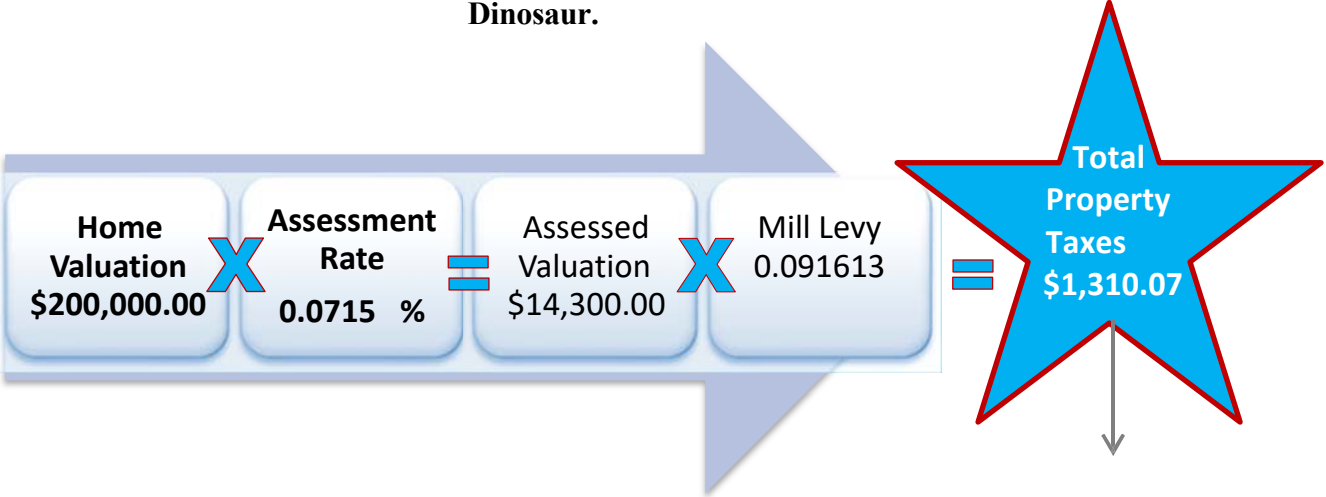 Dinosaur.
Home
Valuation
$200,000.00
X
Assessment
Rate
0.0715 %
=
Assessed
Valuation
$14,300.00
X
Mill Levy
0.091613
=
Total
Property
Taxes
$1,310.07